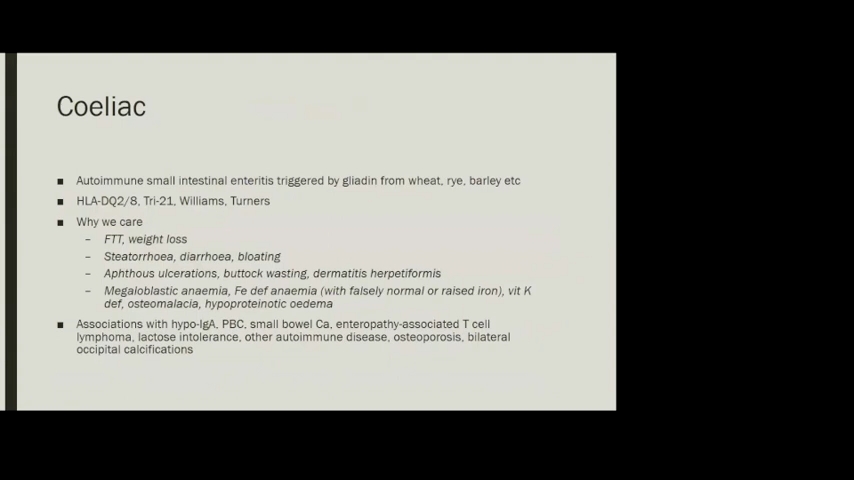 Coeliac
Autoimmune small intestinal enteritis triggered by gliadin from wheat, rye, barley etc
HLA-DQ2/8, Tri-21, Williams, Turners
Why we care
– FTT, weight loss
– Steatorrhoea, diarrhoea, bloating
– Aphthous ulcerations, buttock wasting, dermatitis herpetiformis
– Megaloblastic anaemia, Fe def anaemia (with falsely normal or raised iron), vit K
def, osteomalacia, hypoproteinotic oedema
Associations with hypo-IgA, PBC, small bowel Ca, enteropathy-associated T cell
lymphoma, lactose intolerance, other autoimmune disease, osteoporosis, bilateral
occipital calcifications